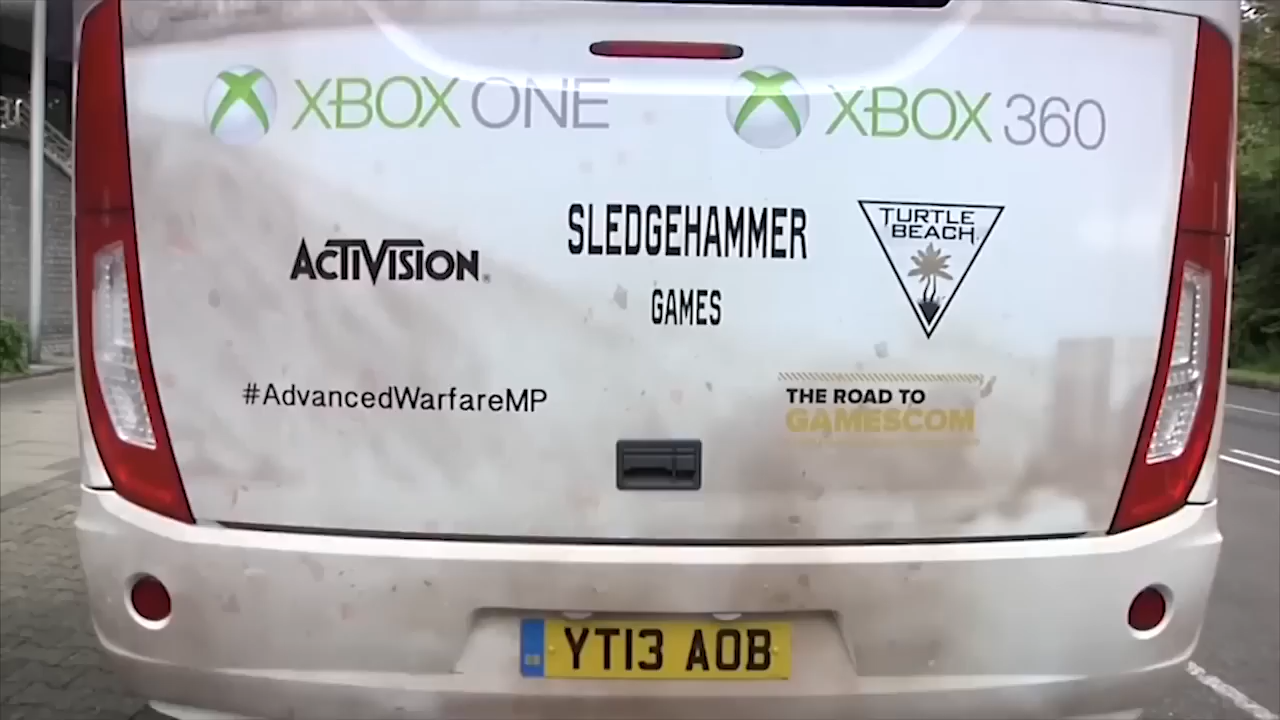 XBOX ONE
XBOX 360
ACTIVISION
SLEDGEHAMMER
GAMES
TURTLE
BEACH
#AdvancedWarfareMP
THE ROAD TO
GAMESCOM
YT13 AOB